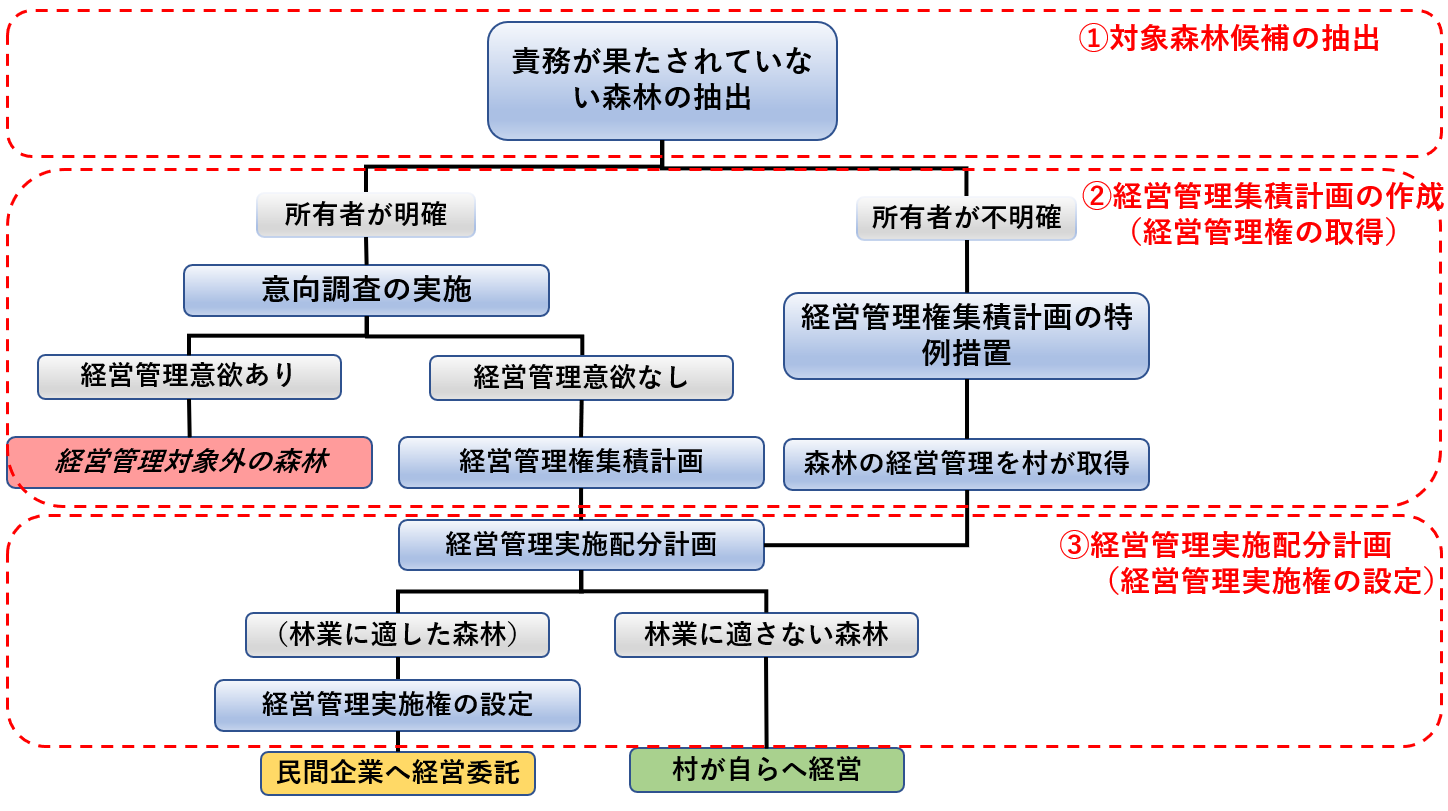 ①対象森林候補の抽出
責務が果たされていな
い森林の抽出
②経営管理集積計画の作成
（経営管理権の取得）
所有者が明確
所有者が不明確
意向調査の実施
経営管理権集積計画の特
例措置
経営管理意欲あり
経営管理意欲なし
経営管理対象外の森林
経営管理権集積計画
森林の経営管理を村が取得
③経営管理実施配分計画
（経営管理実施権の設定）
経営管理実施配分計画
（林業に適した森林）
林業に適さない森林
経営管理実施権の設定
民間企業へ経営委託
村が自らへ経営